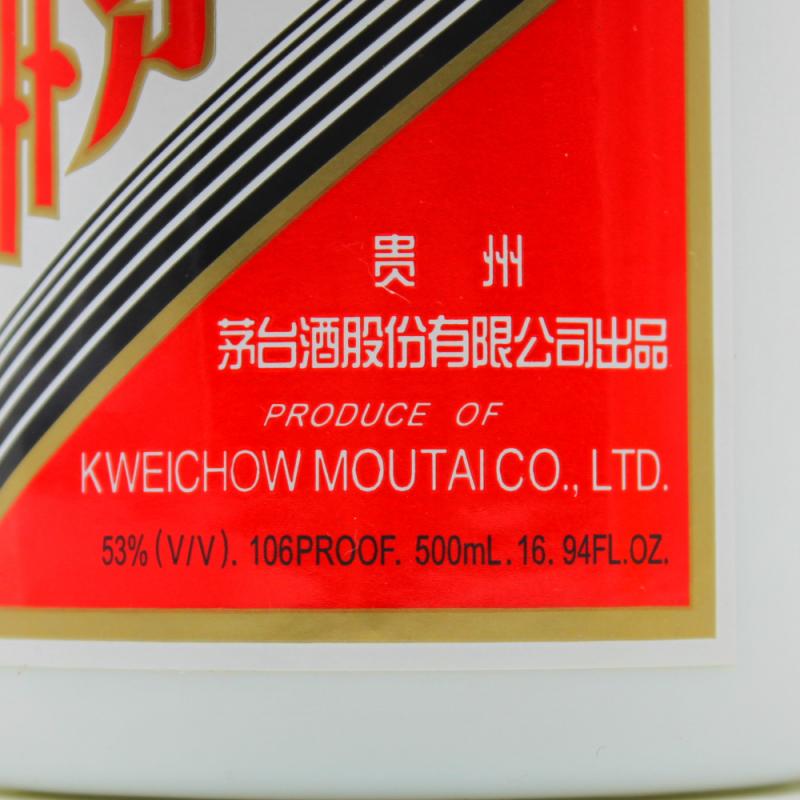 贵州
茅台酒股份有限公司出品
PRODUCE OF
KWEICHOW MOUTAI CO., LTD.
53% (V/V). 106PROOF. 500mL. 16. 94FL.OZ.